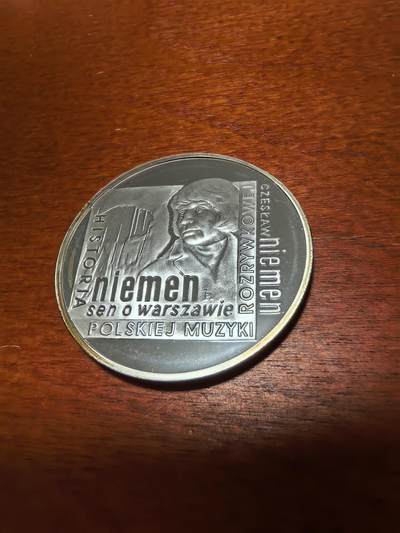 HISTORIA
niemen
sen o warszawie
POLSKIEJ MUZYKI
ROZRYWKOWEJ
CZESŁAW
niemen